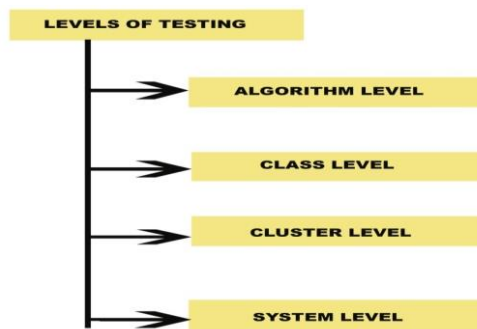 LEVELS OF TESTING
ALGORITHM LEVEL
CLASS LEVEL
CLUSTER LEVEL
SYSTEM LEVEL